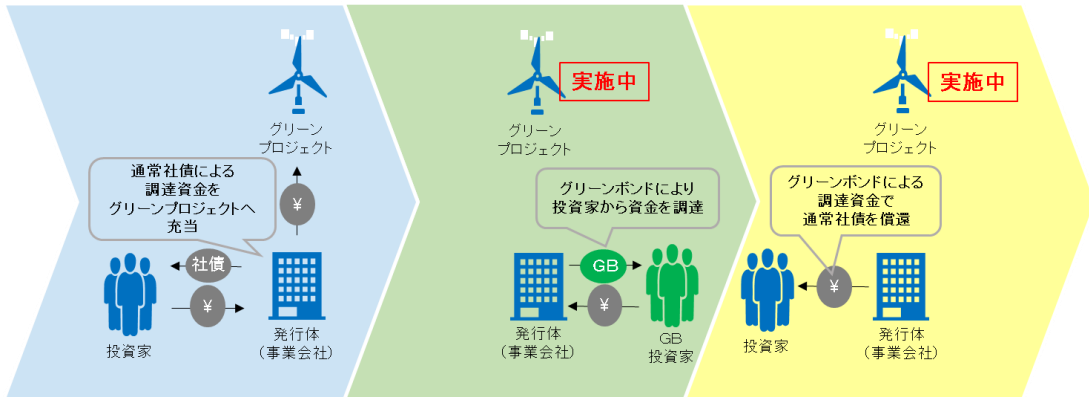 グリーン
プロジェクト
通常社債による
調達資金を
グリーンプロジェクトへ
充当
¥
社債
¥
投資家
発行体
(事業会社)
実施中
グリーン
プロジェクト
グリーンボンドにより
投資家から資金を調達
GB
¥
発行体
(事業会社)
GB
投資家
実施中
グリーン
プロジェクト
グリーンボンドによる
調達資金で
通常社債を償還
¥
投資家
発行体
(事業会社)